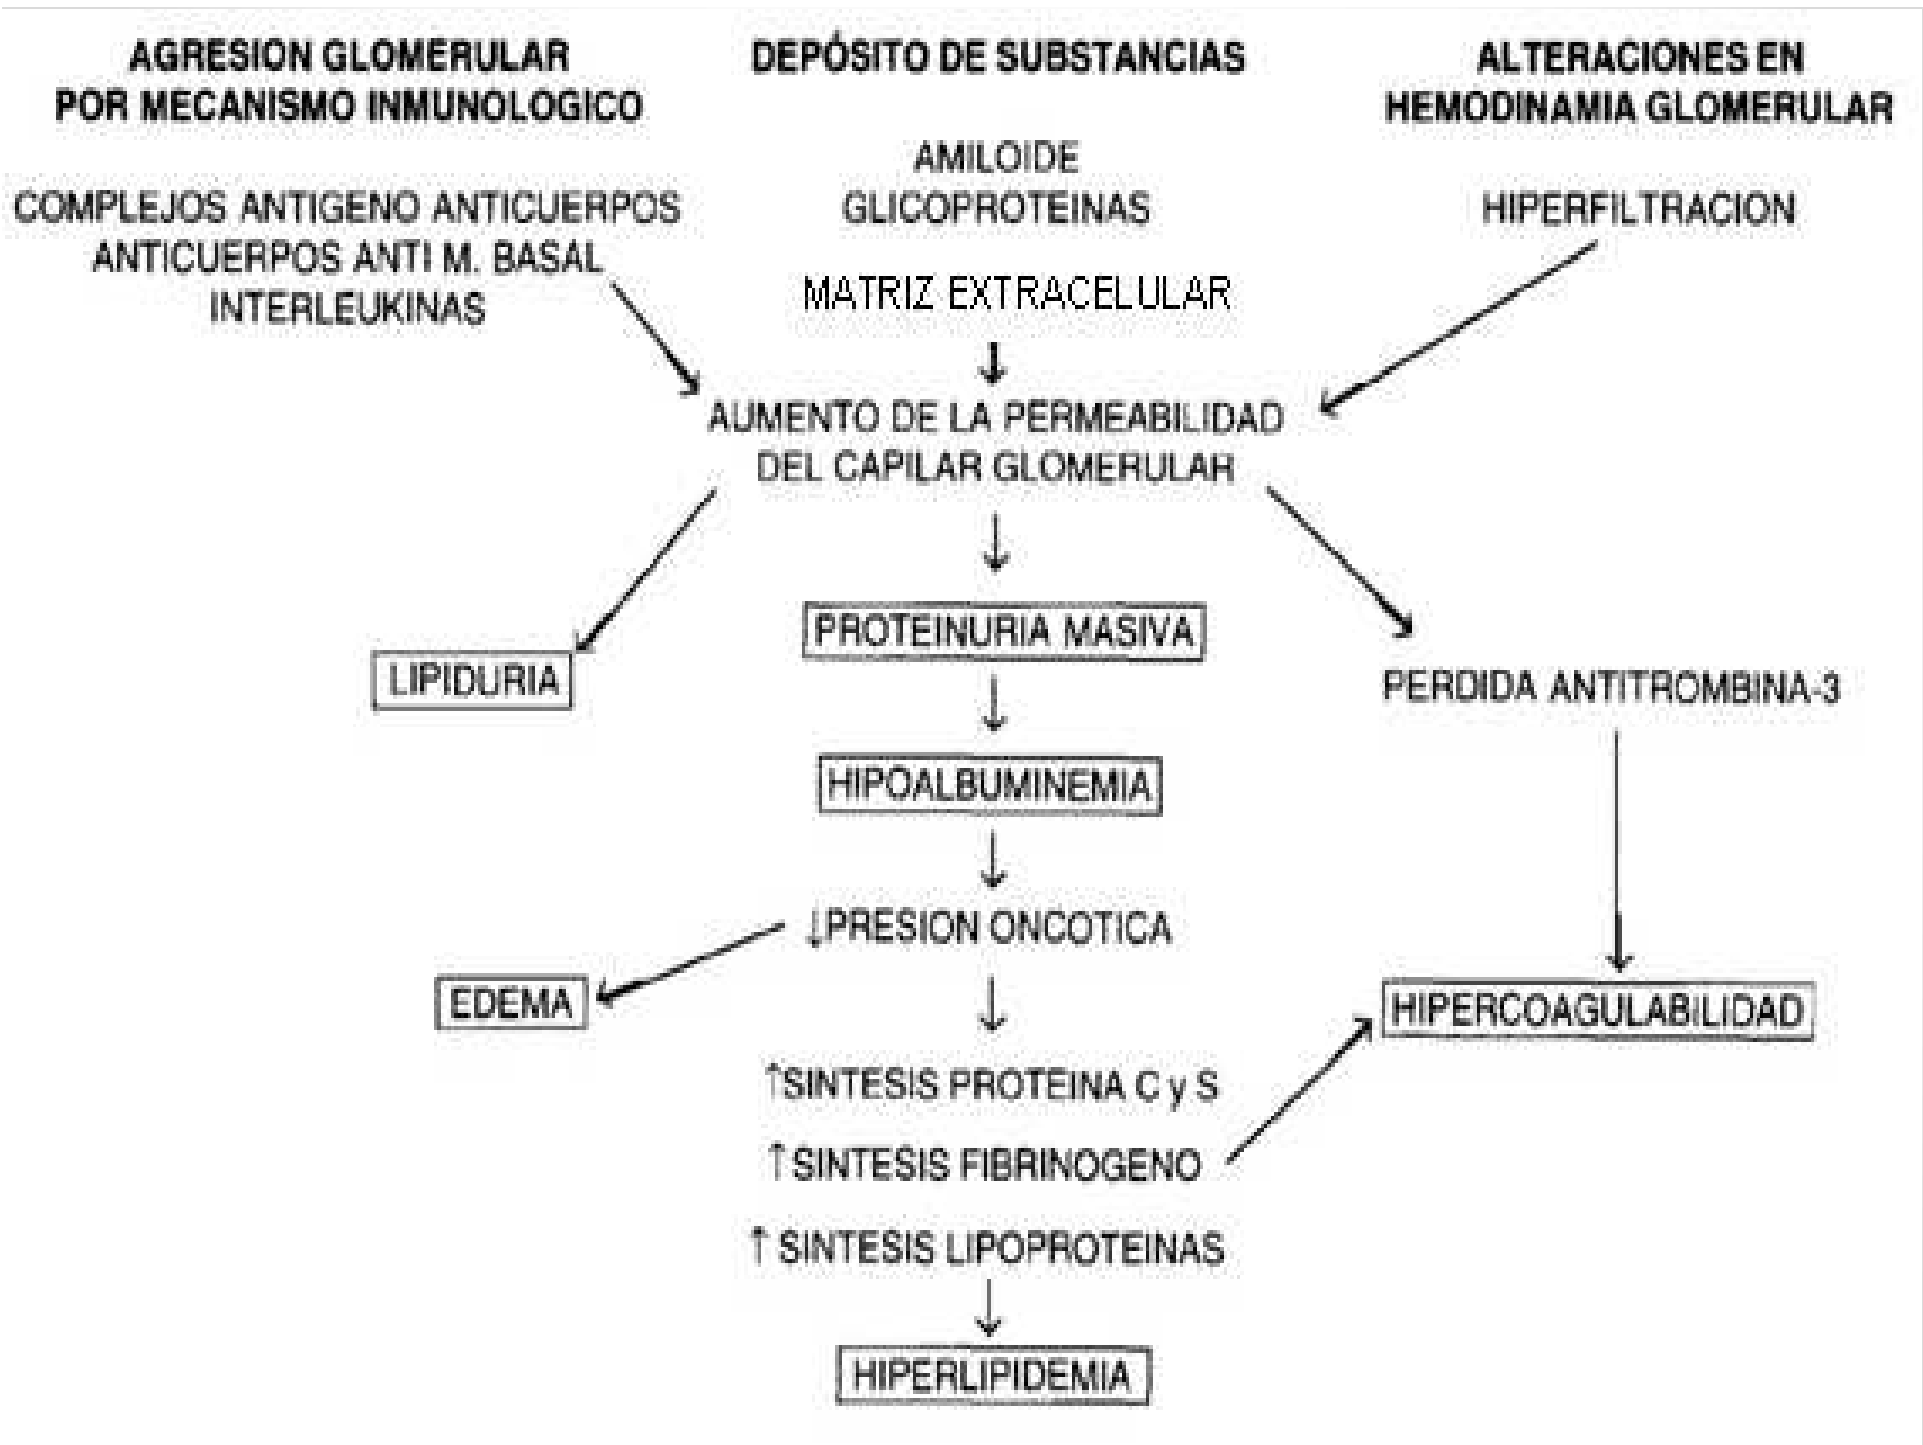 AGRESION GLOMERULAR
POR MECANISMO INMUNOLOGICO
DEPÓSITO DE SUBSTANCIAS
ALTERACIONES EN
HEMODINAMIA GLOMERULAR
COMPLEJOS ANTIGENO ANTICUERPOS
ANTICUERPOS ANTI M. BASAL
INTERLEUKINAS
AMILOIDE
GLICOPROTEINAS
MATRIZ EXTRACELULAR
HIPERFILTRACION
AUMENTO DE LA PERMEABILIDAD
DEL CAPILAR GLOMERULAR
LIPIDURIA
PROTEINURIA MASIVA
PERDIDA ANTITROMBINA-3
HIPOALBUMINEMIA
↓PRESION ONCOTICA
EDEMA
HIPERCOAGULABILIDAD
↑SINTESIS PROTEINA C y S
↑SINTESIS FIBRINOGENO
↑SINTESIS LIPOPROTEINAS
HIPERLIPIDEMIA